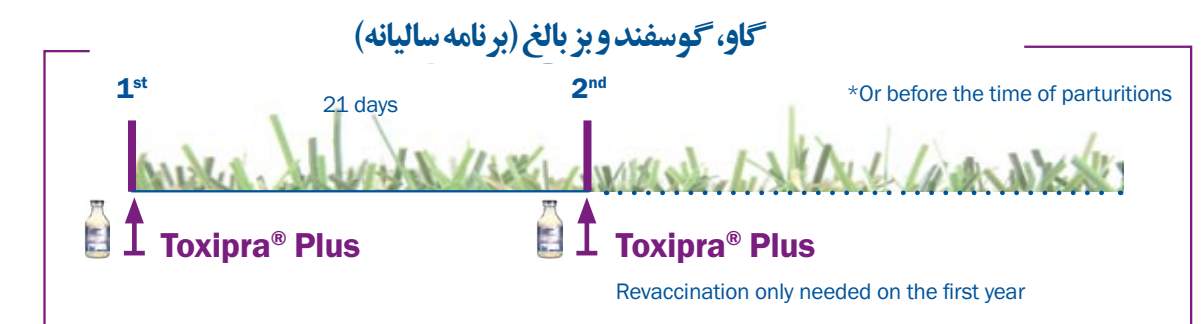 گاو، گوسفند و بز بالغ (برنامه سالیانه)
1st 21 days 2nd *Or before the time of parturitions
Toxipra® Plus Toxipra® Plus
Revaccination only needed on the first year